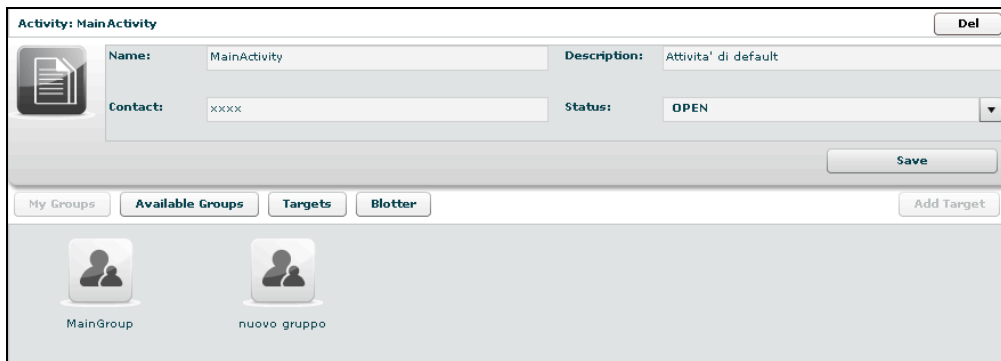 Activity: MainActivity
Del
Name:
MainActivity
Description:
Attivita' di default
Contact:
xxxx
Status:
OPEN
Save
My Groups
Available Groups
Targets
Blotter
Add Target
MainGroup
nuovo gruppo